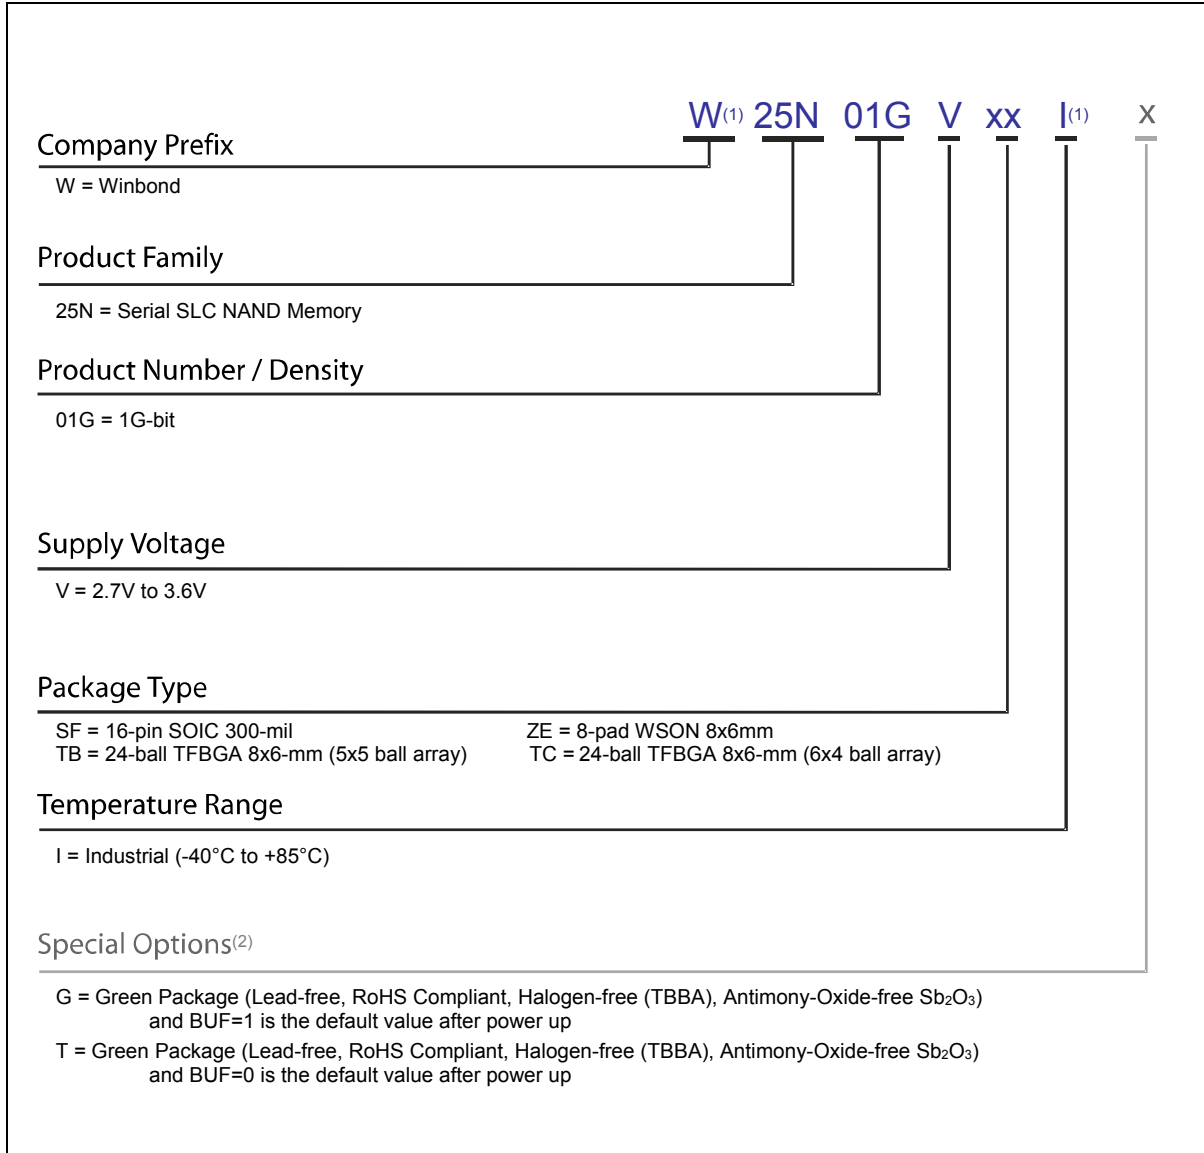 W(1) 25N 01G V xx I(1) x
Company Prefix
W = Winbond
Product Family
25N = Serial SLC NAND Memory
Product Number / Density
01G = 1G-bit
Supply Voltage
V = 2.7V to 3.6V
Package Type
SF = 16-pin SOIC 300-mil ZE = 8-pad WSON 8x6mm
TB = 24-ball TFBGA 8x6-mm (5x5 ball array) TC = 24-ball TFBGA 8x6-mm (6x4 ball array)
Temperature Range
I = Industrial (-40°C to +85°C)
Special Options(2)
G = Green Package (Lead-free, RoHS Compliant, Halogen-free (TBBA), Antimony-Oxide-free Sb₂O₃)
and BUF=1 is the default value after power up
T = Green Package (Lead-free, RoHS Compliant, Halogen-free (TBBA), Antimony-Oxide-free Sb₂O₃)
and BUF=0 is the default value after power up